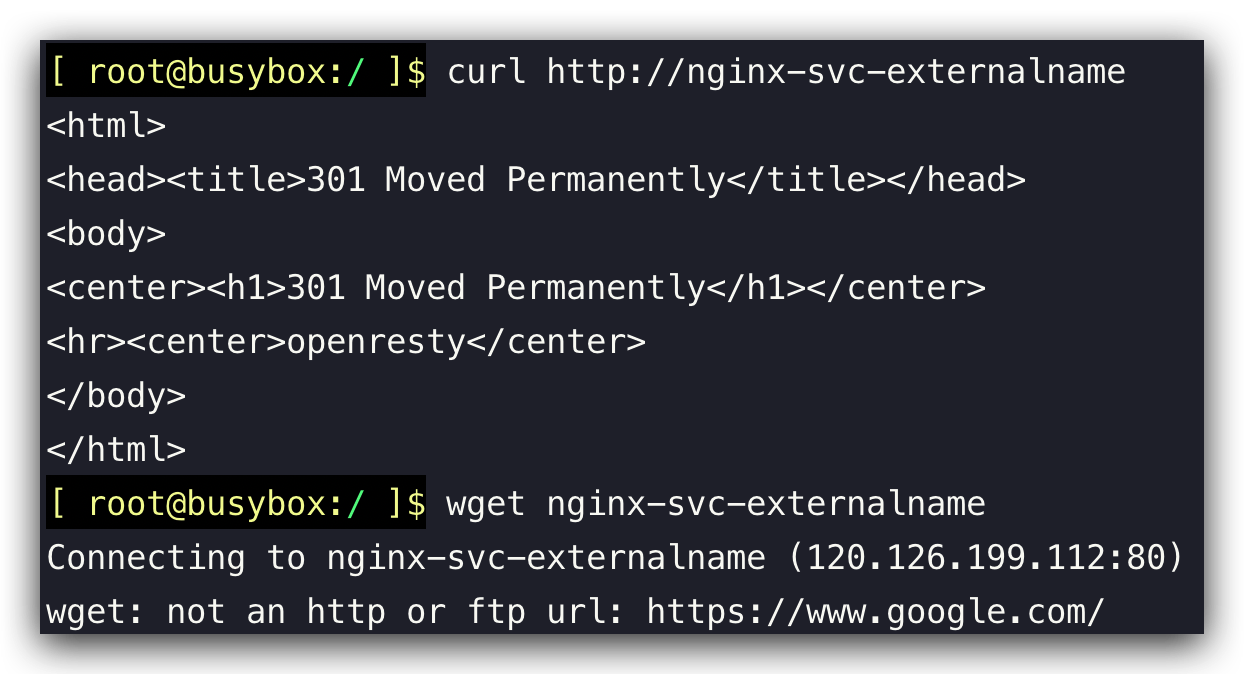 [ root@busybox:/ ]$ curl http://nginx-svc-externalname
<html>
<head><title>301 Moved Permanently</title></head>
<body>
<center><h1>301 Moved Permanently</h1></center>
<hr><center>openresty</center>
</body>
</html>
[ root@busybox:/ ]$ wget nginx-svc-externalname
Connecting to nginx-svc-externalname (120.126.199.112:80)
wget: not an http or ftp url: https://www.google.com/